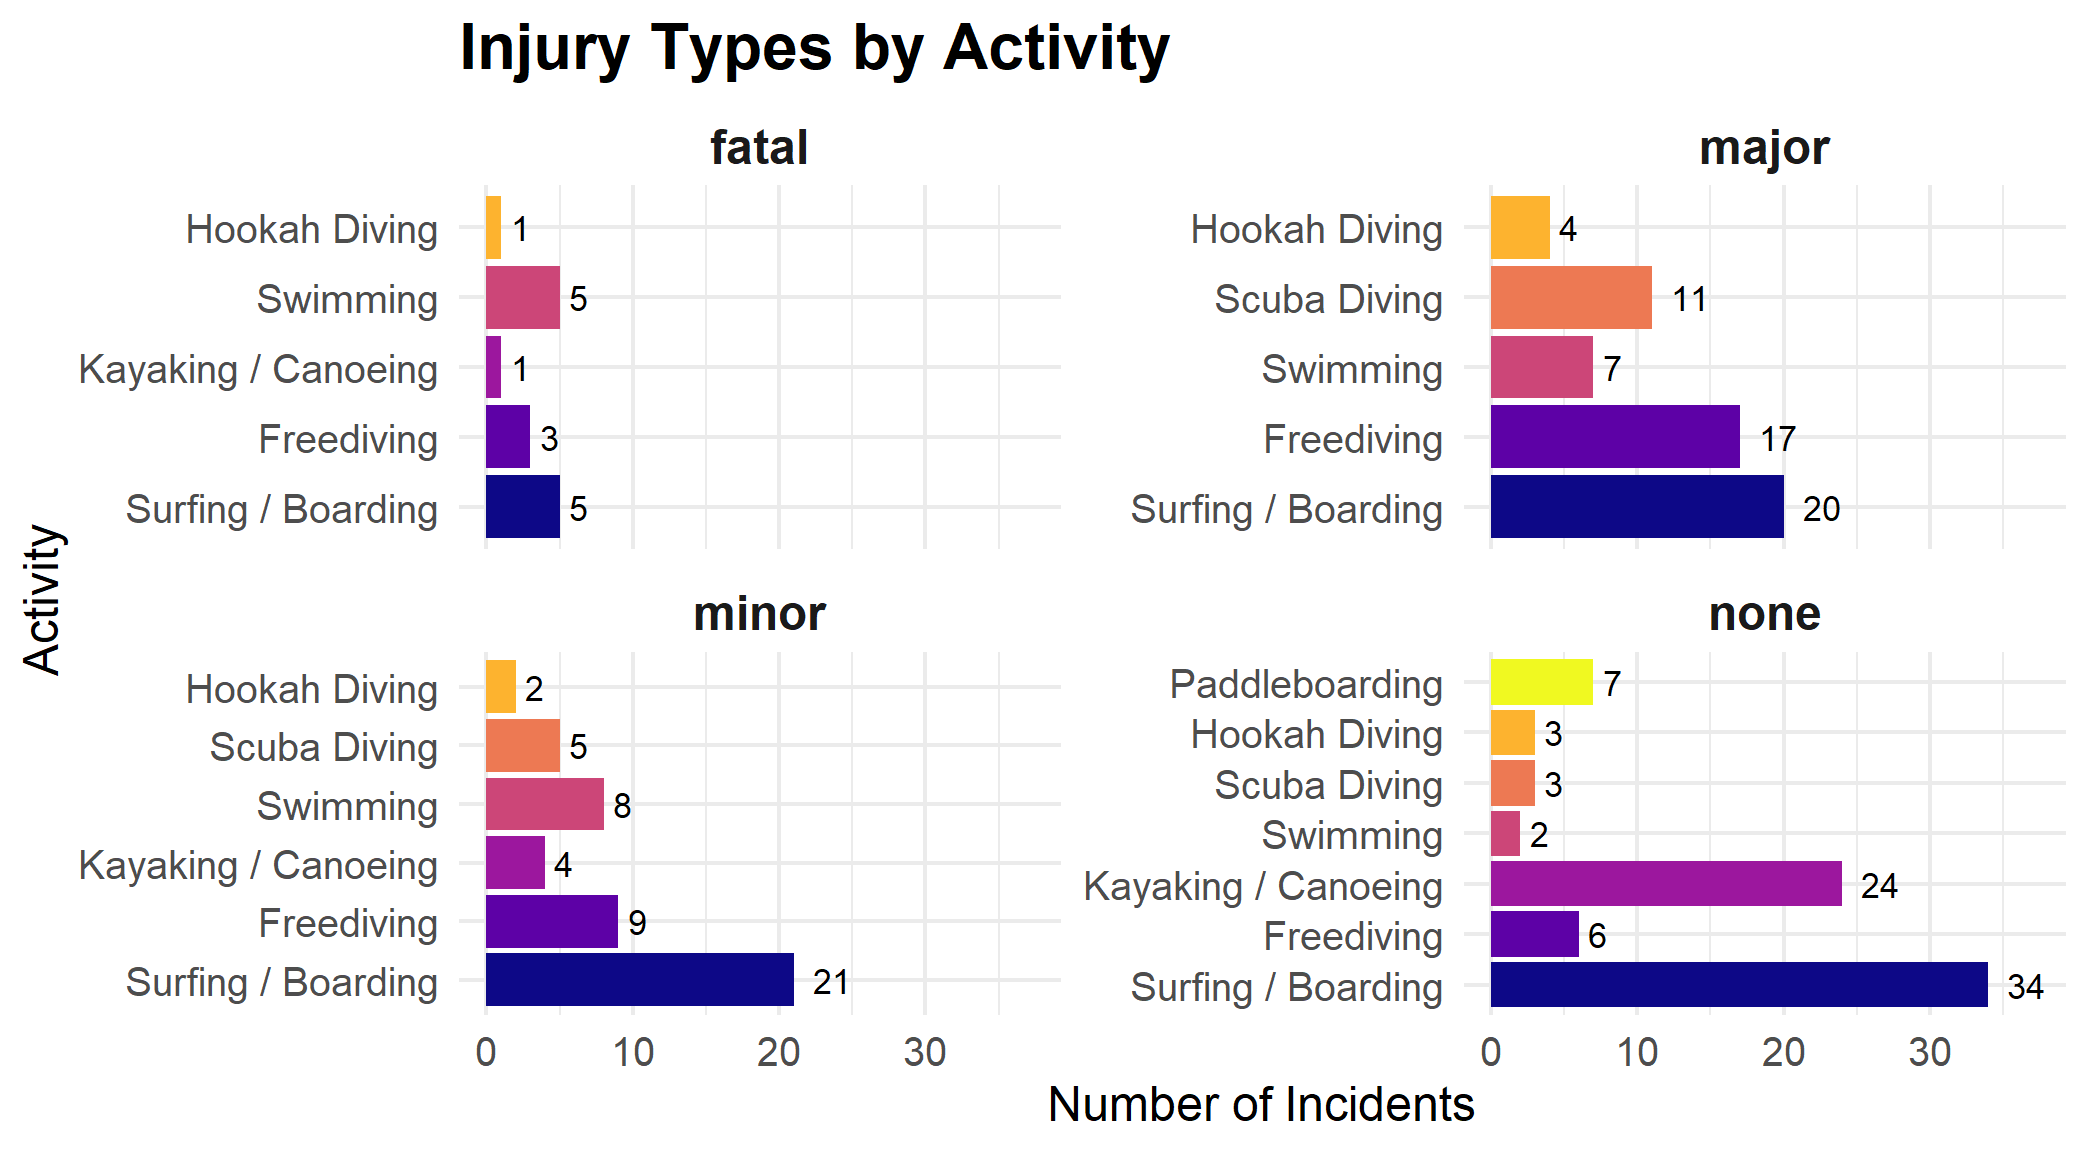 Injury Types by Activity
fatal
Hookah Diving 1
Swimming 5
Kayaking / Canoeing 1
Freediving 3
Surfing / Boarding 5
major
Hookah Diving 4
Scuba Diving 11
Swimming 7
Freediving 17
Surfing / Boarding 20
Activity
minor
Hookah Diving 2
Scuba Diving 5
Swimming 8
Kayaking / Canoeing 4
Freediving 9
Surfing / Boarding 21
0 10 20 30
none
Paddleboarding 7
Hookah Diving 3
Scuba Diving 3
Swimming 2
Kayaking / Canoeing 24
Freediving 6
Surfing / Boarding 34
0 10 20 30
Number of Incidents